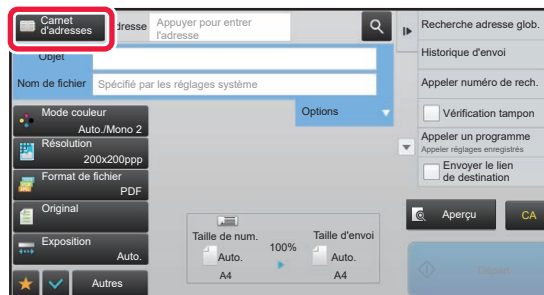 Carnet
d'adresses
dresse
Appuyer pour entrer
l'adresse
Objet
Nom de fichier
Spécifié par les réglages système
Options
Mode couleur
Auto./Mono 2
Résolution
200x200ppp
Format de fichier
PDF
Original
Exposition
Auto.
Autres
Taille de num.
Auto.
A4
100%
Taille d'envoi
Auto.
A4
Recherche adresse glob.
Historique d'envoi
Appeler numéro de rech.
Vérification tampon
Appeler un programme
Appeler réglages enregistrés
Envoyer le lien
de destination
Aperçu
CA
Départ